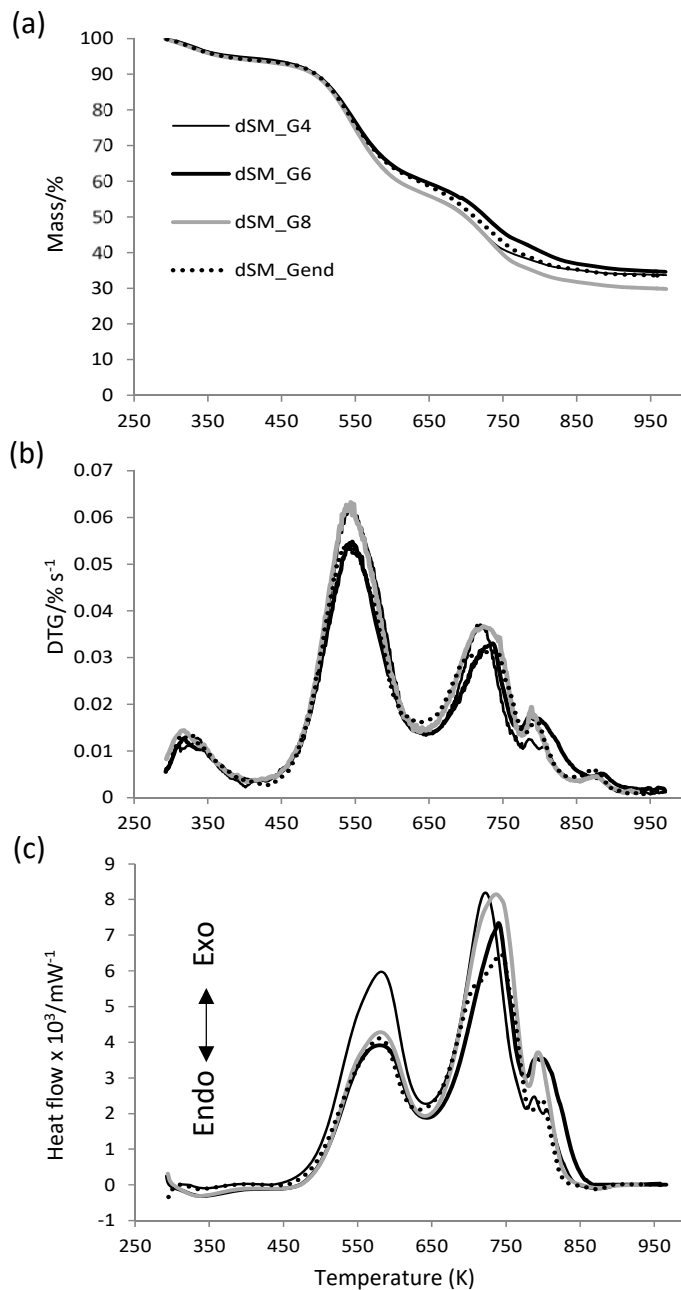 (a)
100
90
80
70
60
50
40
30
20
10
0
Mass/%
dSM_G4
dSM_G6
dSM_G8
dSM_Gend
250 350 450 550 650 750 850 950
(b)
0.07
0.06
0.05
0.04
0.03
0.02
0.01
0
DTG/% s⁻¹
250 350 450 550 650 750 850 950
(c)
9
8
7
6
5
4
3
2
1
0
-1
Heat flow x 10³/mW⁻¹
Endo Exo
250 350 450 550 650 750 850 950
Temperature (K)